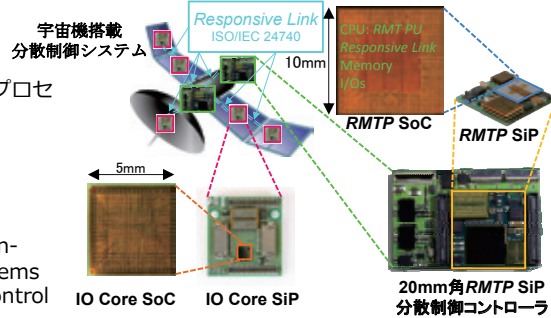 宇宙機搭載
分散制御システム
Responsive Link
ISO/IEC 24740
プロセ
10mm
CPU: RMT PU
Responsive Link
Memory
I/Os
RMTP SoC
RMTP SiP
5mm
n-
ems
ontrol
IO Core SoC
IO Core SiP
20mm角RMTP SiP
分散制御コントローラ